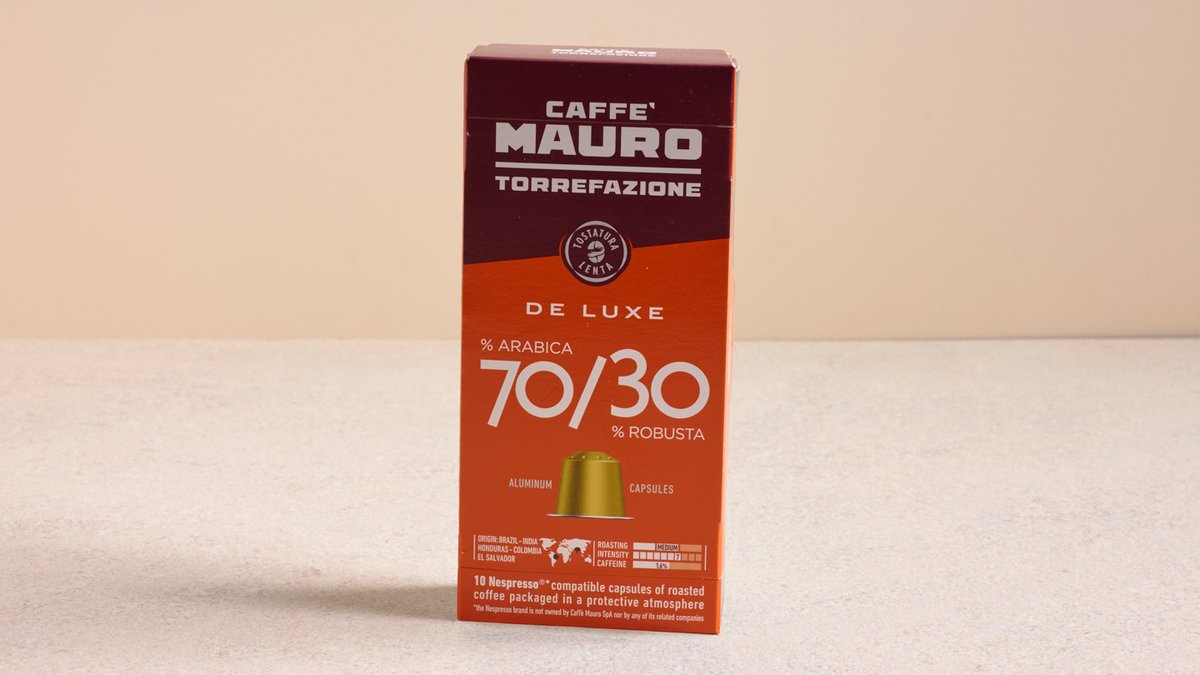 CAFFE`
MAURO
TORREFAZIONE
TOSTATURA
LENTA
DE LUXE
% ARABICA
70/30
% ROBUSTA
ALUMINUM
CAPSULES
ORIGIN: BRAZIL - INDIA
HONDURAS - COLOMBIA
EL SALVADOR
ROASTING MEDIUM
INTENSITY 7
CAFFEINE 1,6%
10 Nespresso®* compatible capsules of roasted
coffee packaged in a protective atmosphere
*the Nespresso brand is not owned by Caffè Mauro SpA nor by any of its related companies